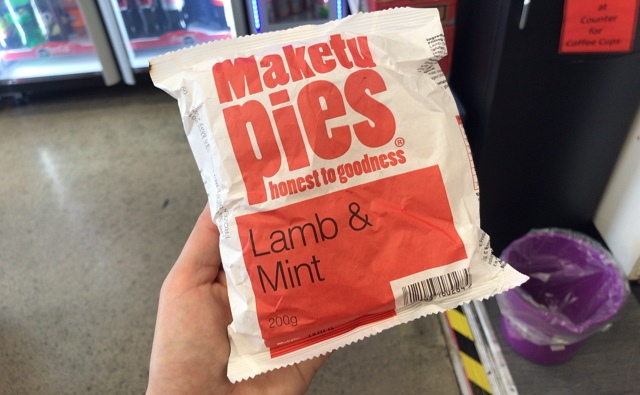 Maketu
pies®
honest to goodness
Lamb &
Mint
200g
at
Counter
for
Coffee Cups